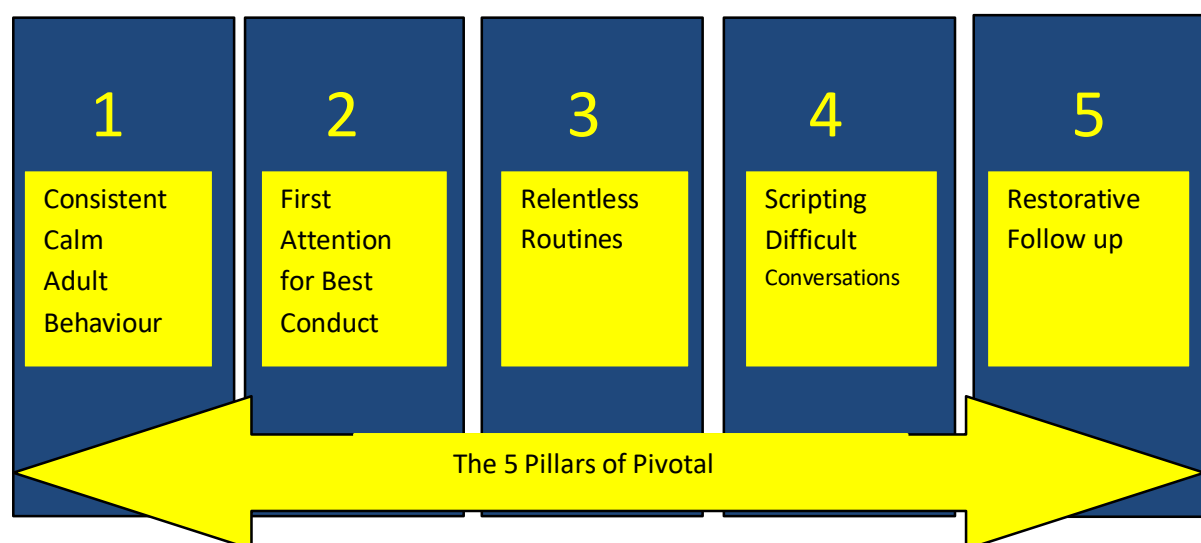 1
Consistent
Calm
Adult
Behaviour
2
First
Attention
for Best
Conduct
3
Relentless
Routines
4
Scripting
Difficult
Conversations
5
Restorative
Follow up
The 5 Pillars of Pivotal